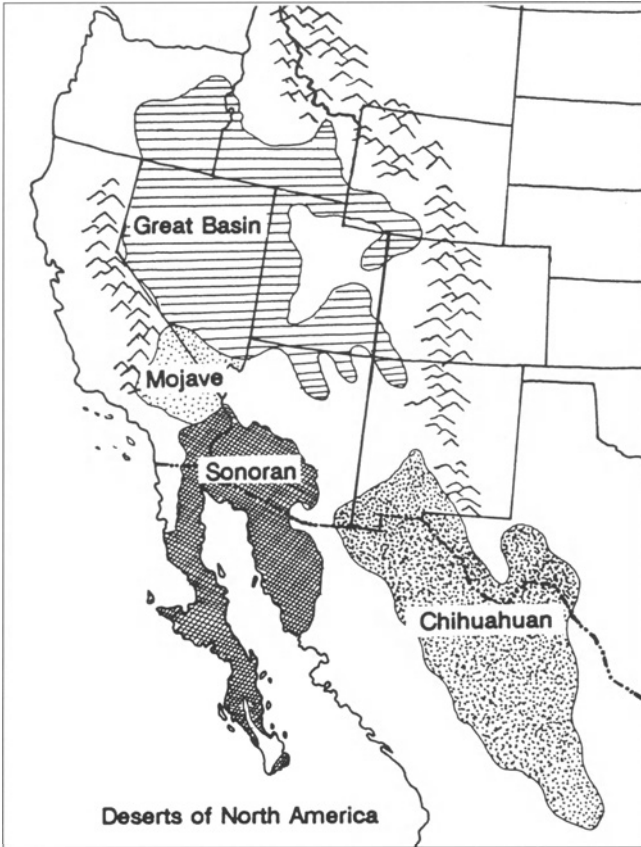 Great Basin
Mojave
Sonoran
Chihuahuan
Deserts of North America